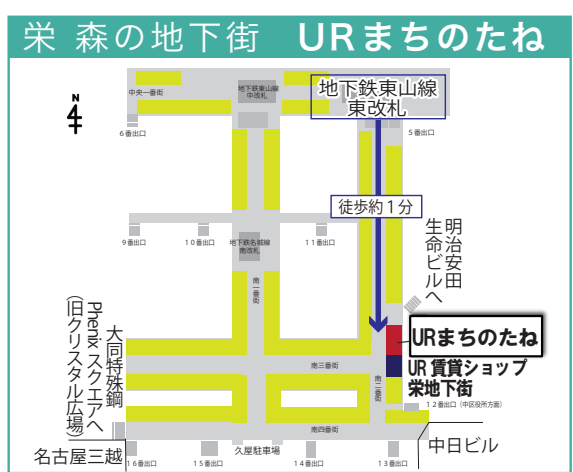 栄 森の地下街 URまちのたね
中央一番街
地下鉄東山線
中改札
地下鉄東山線
東改札
N
6番出口
5番出口
徒歩約1分
9番出口
10番出口
地下鉄名城線
南改札
11番出口
明治安田
生命ビルへ
南一番街
URまちのたね
UR 賃貸ショップ
栄地下街
大同特殊鋼
Phenix スクエアへ
(旧クリスタル広場)
南三番街
南二番街
12番出口(中区役所方面)
南四番街
名古屋三越
16番出口
15番出口
久屋駐車場
14番出口
13番出口
中日ビル